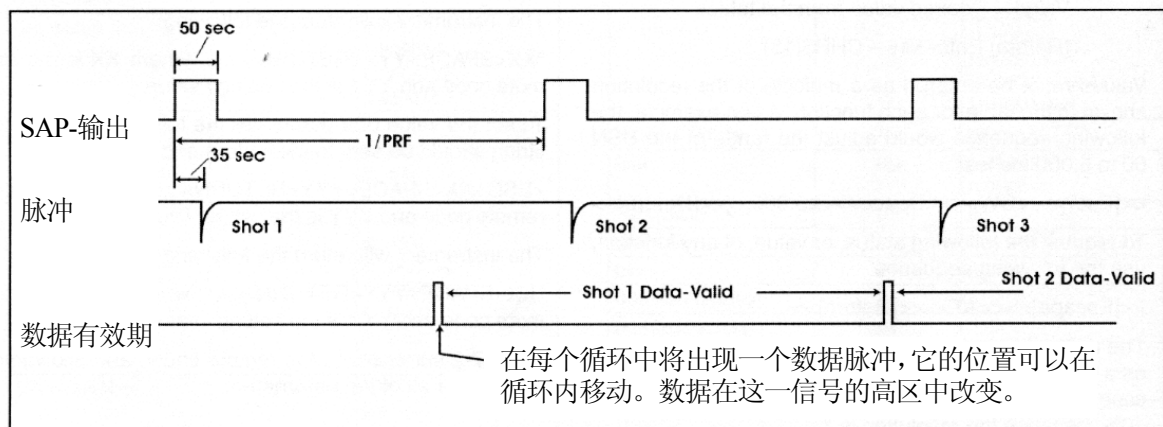 50 sec
SAP-输出
1/PRF
35 sec
脉冲
Shot 1
Shot 2
Shot 3
Shot 1 Data-Valid
Shot 2 Data-Valid
数据有效期
在每个循环中将出现一个数据脉冲，它的位置可以在
循环内移动。数据在这一信号的高区中改变。